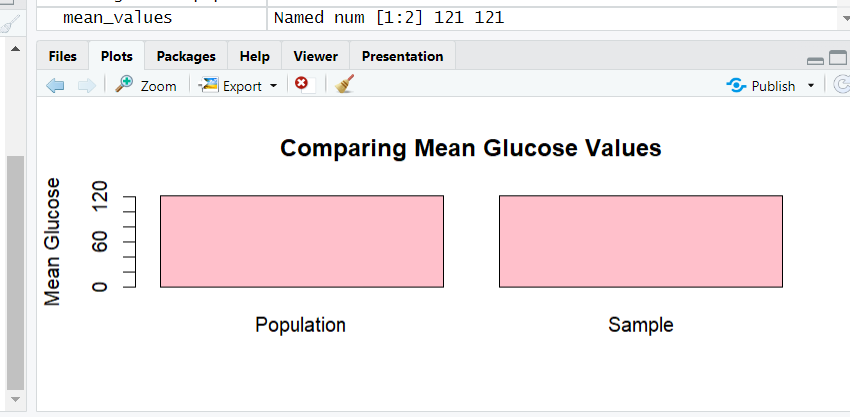 mean_values Named num [1:2] 121 121
Files Plots Packages Help Viewer Presentation
Zoom Export Publish
Comparing Mean Glucose Values
Mean Glucose
120
60
0
Population Sample